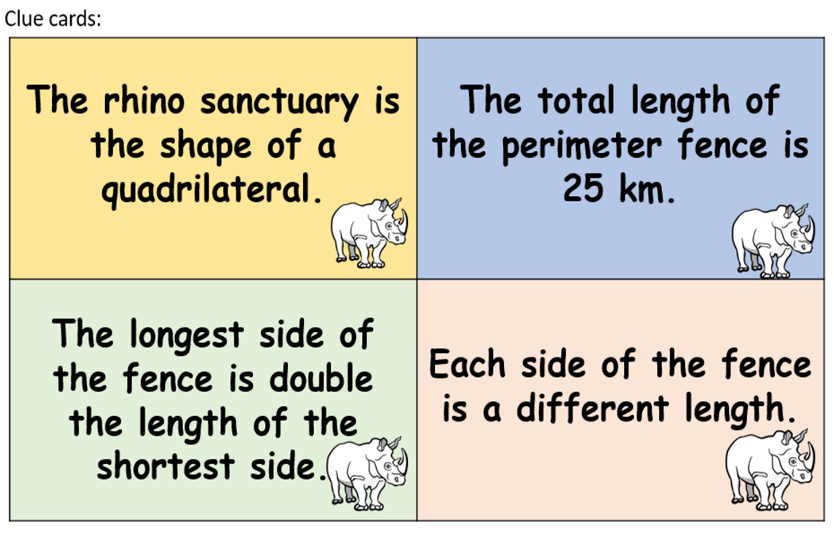 Clue cards:
The rhino sanctuary is
the shape of a
quadrilateral.
The total length of
the perimeter fence is
25 km.
The longest side of
the fence is double
the length of the
shortest side.
Each side of the fence
is a different length.